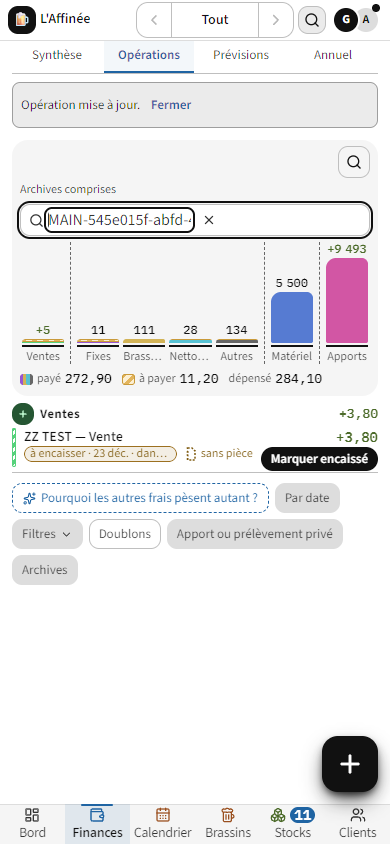 L'Affinée
Tout
G
A
Synthèse
Opérations
Prévisions
Annuel
Opération mise à jour. Fermer
Archives comprises
MAIN-545e015f-abfd-
+5
11
111
28
134
5 500
+9 493
Ventes
Fixes
Brass…
Netto…
Autres
Matériel
Apports
payé 272,90
à payer 11,20
dépensé 284,10
+ Ventes +3,80
ZZ TEST — Vente +3,80
à encaisser · 23 déc. · dan…
sans pièce
Marquer encaissé
Pourquoi les autres frais pèsent autant ?
Par date
Filtres
Doublons
Apport ou prélèvement privé
Archives
Bord
Finances
Calendrier
Brassins
Stocks
11
Clients